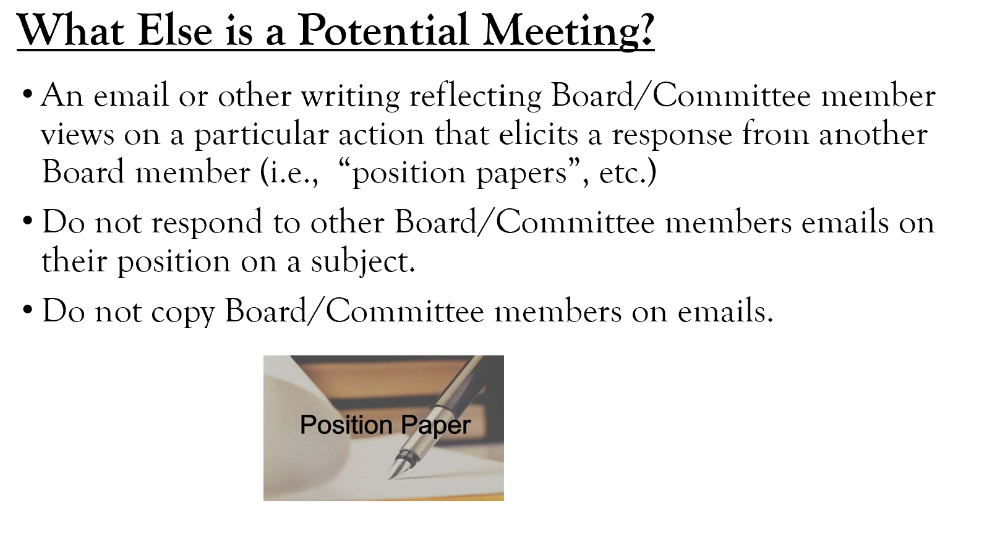 What Else is a Potential Meeting?
• An email or other writing reflecting Board/Committee member
views on a particular action that elicits a response from another
Board member (i.e., “position papers”, etc.)
• Do not respond to other Board/Committee members emails on
their position on a subject.
• Do not copy Board/Committee members on emails.
Position Paper